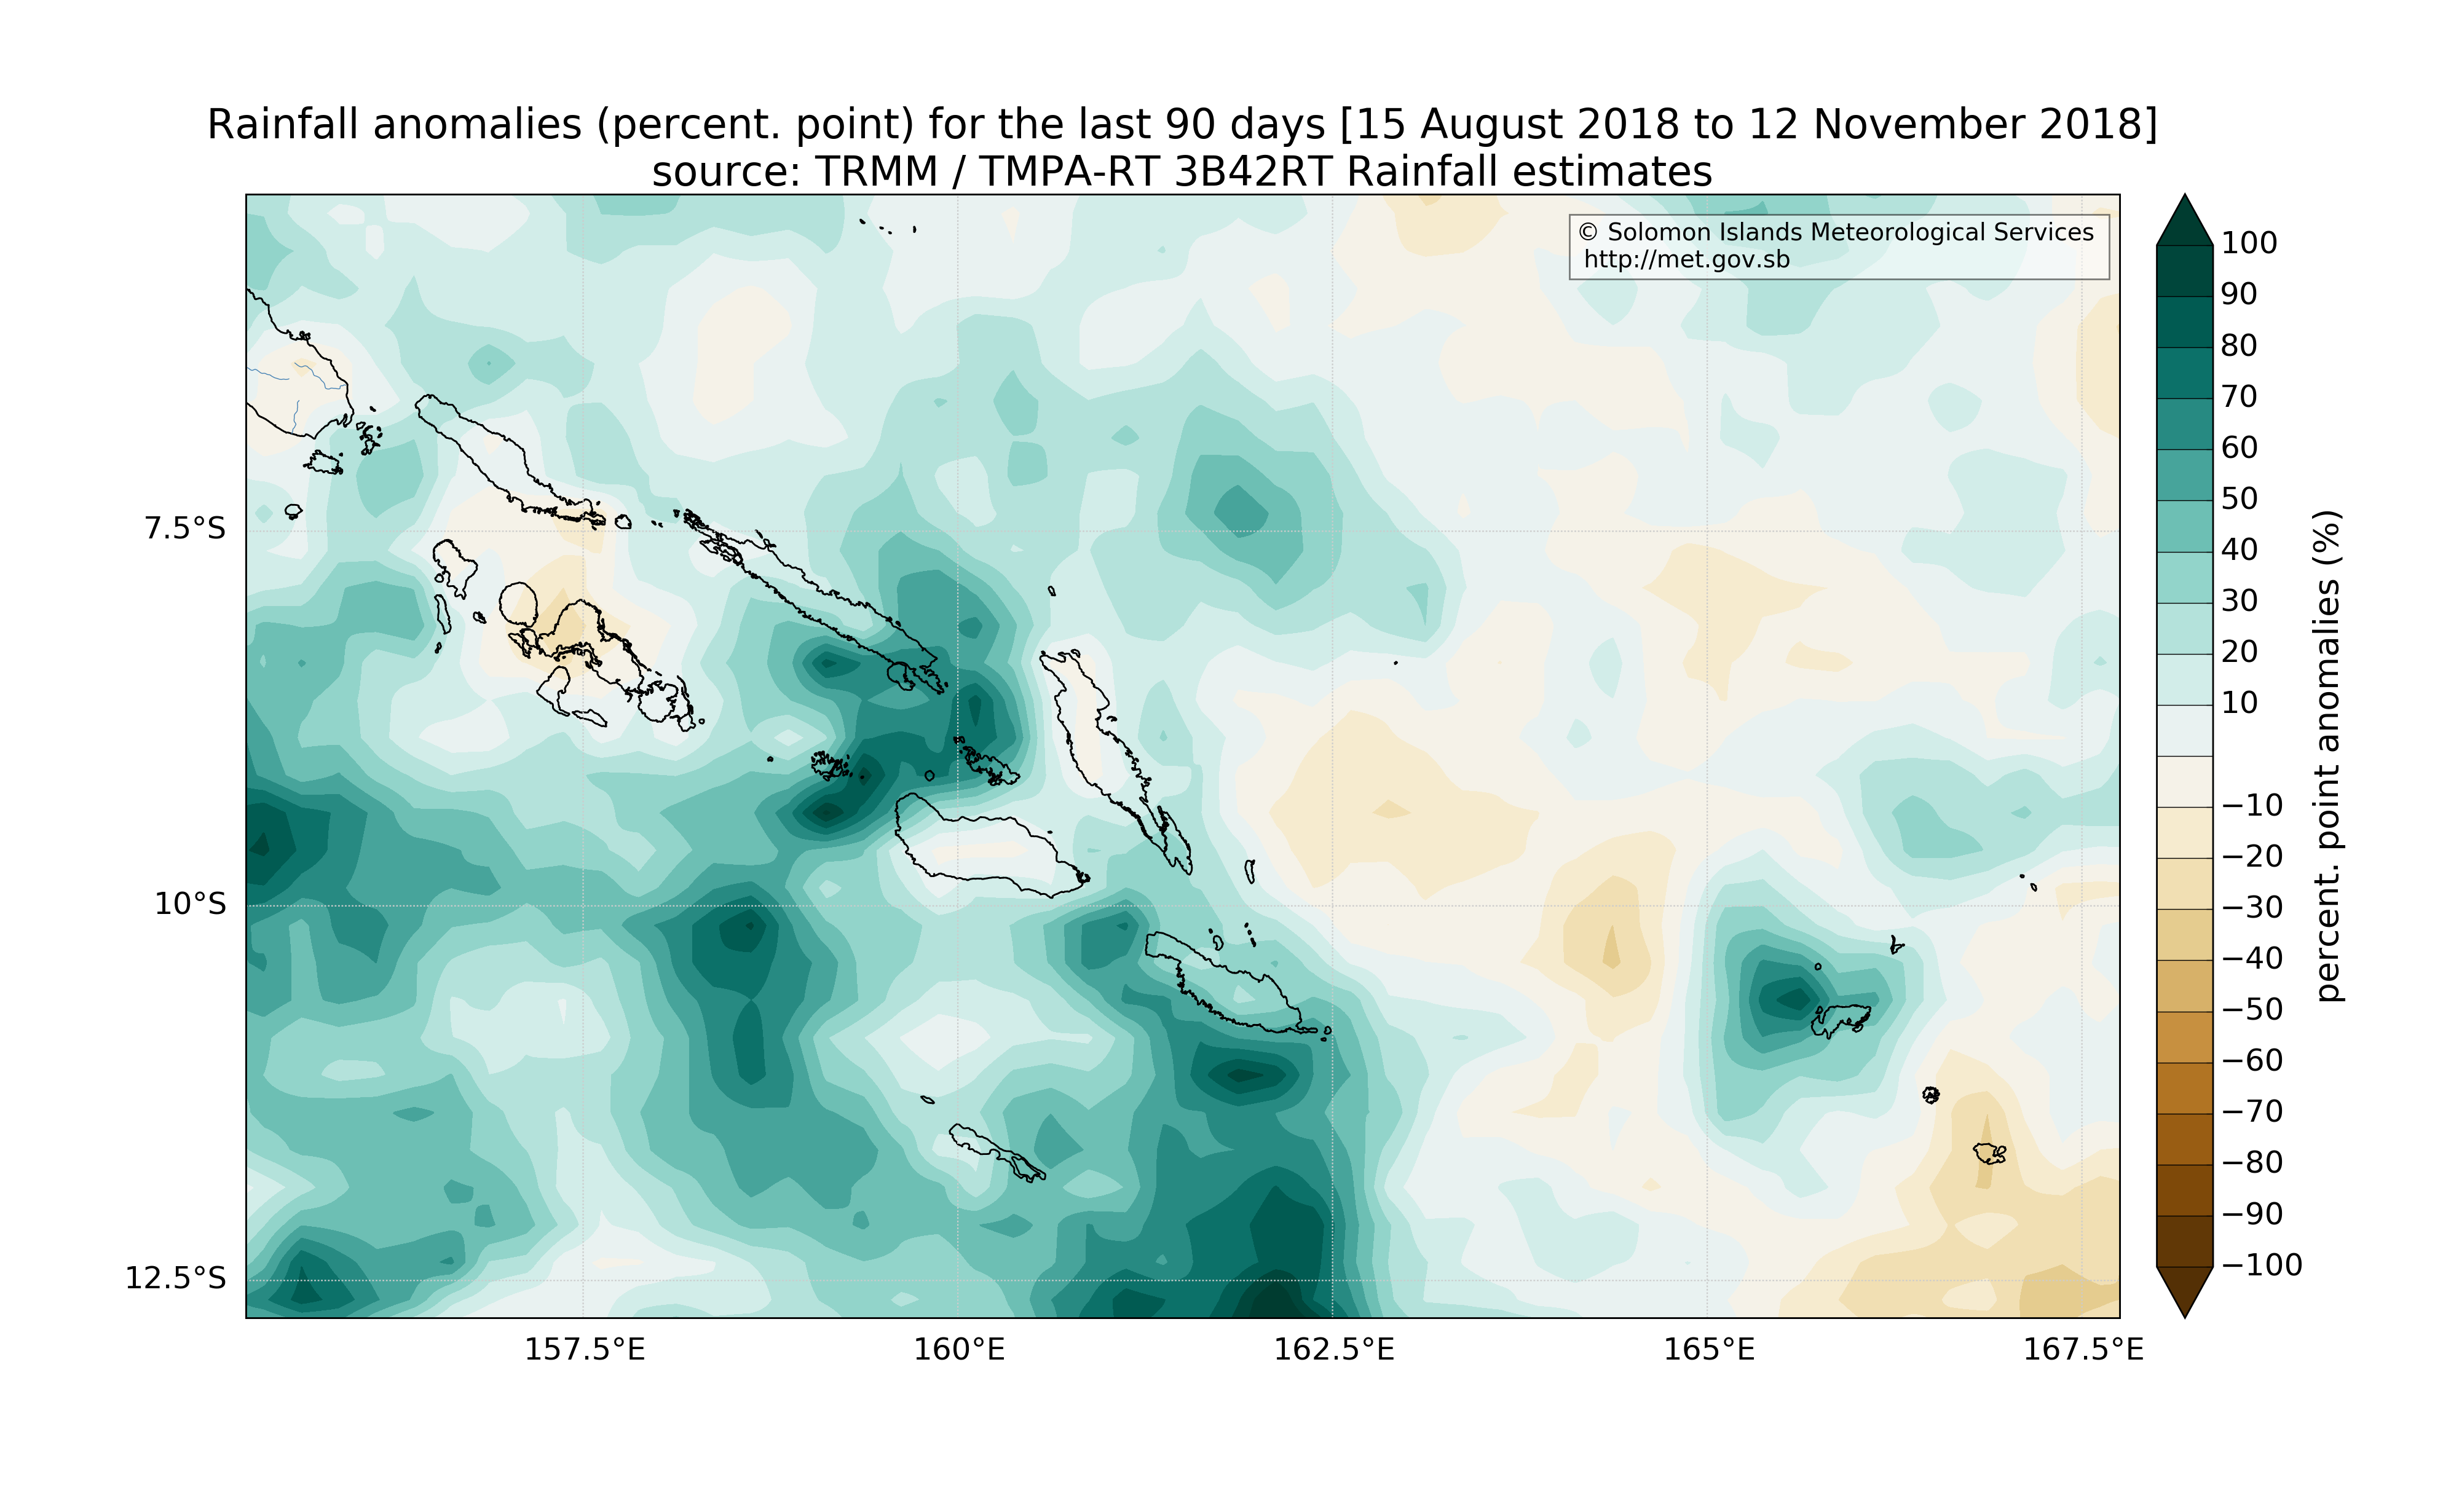 Rainfall anomalies (percent. point) for the last 90 days [15 August 2018 to 12 November 2018]
source: TRMM / TMPA-RT 3B42RT Rainfall estimates
© Solomon Islands Meteorological Services
http://met.gov.sb
7.5°S
10°S
12.5°S
157.5°E
160°E
162.5°E
165°E
167.5°E
100
90
80
70
60
50
40
30
20
10
−10
−20
−30
−40
−50
−60
−70
−80
−90
−100
percent. point anomalies (%)